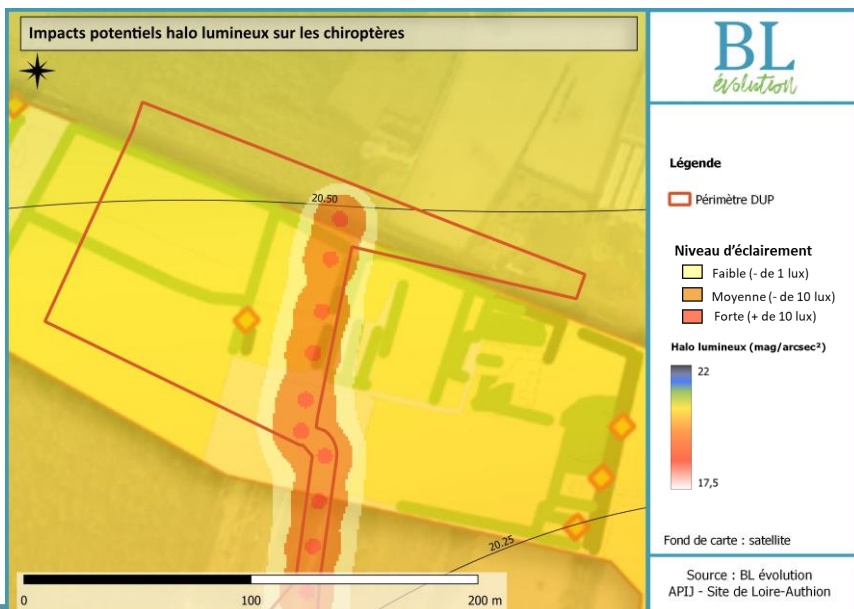 Impacts potentiels halo lumineux sur les chiroptères
20.50
20.25
0
100
200 m
BL
évolution
Légende
Périmètre DUP
Niveau d'éclairement
Faible (- de 1 lux)
Moyenne (- de 10 lux)
Forte (+ de 10 lux)
Halo lumineux (mag/arcsec²)
22
17,5
Fond de carte : satellite
Source : BL évolution
APIJ - Site de Loire-Authion